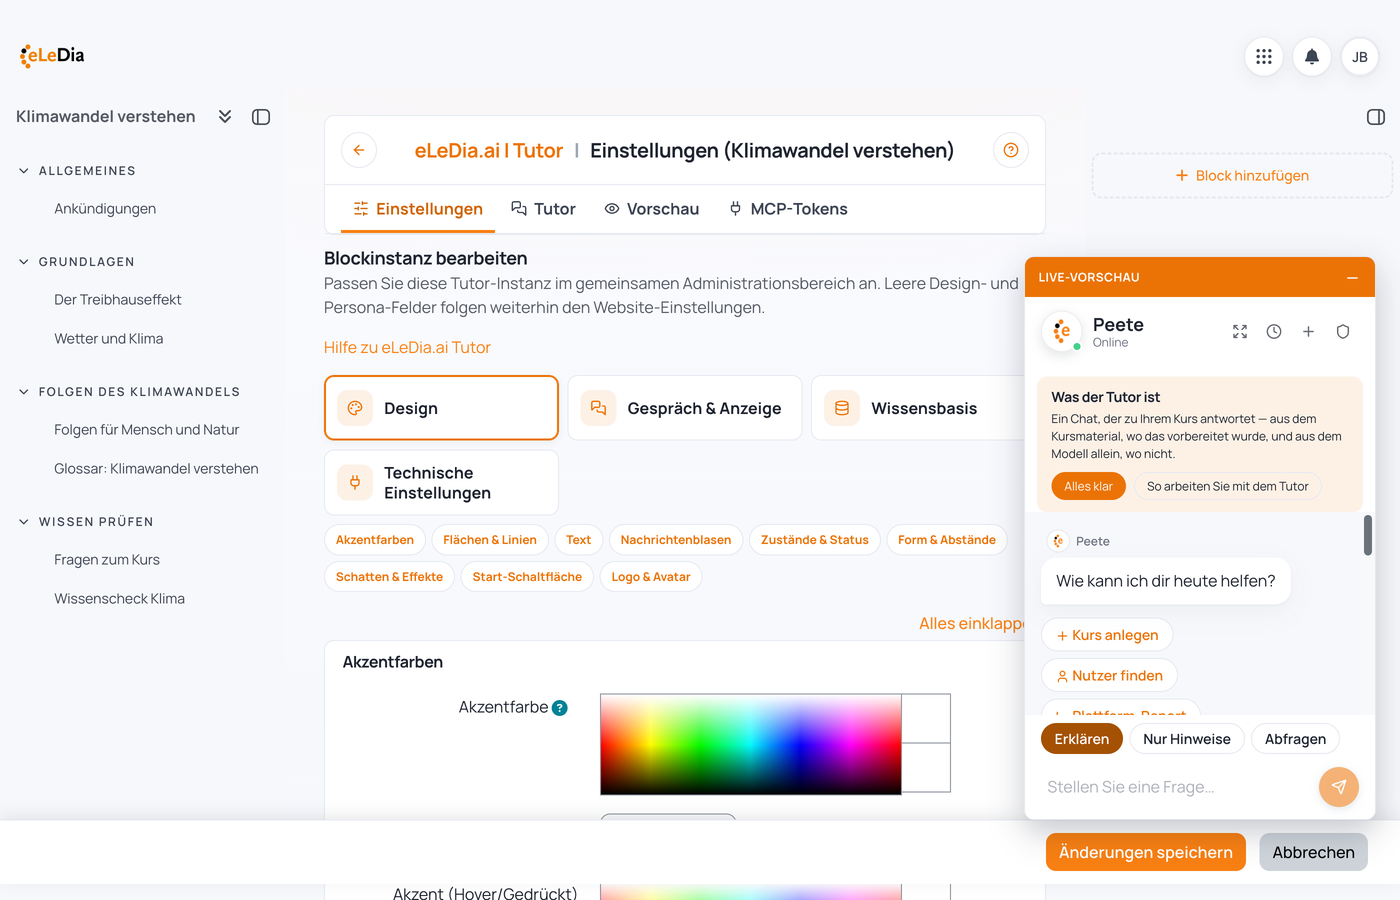 eLeDia
JB
Klimawandel verstehen
ALLGEMEINES
Ankündigungen
GRUNDLAGEN
Der Treibhauseffekt
Wetter und Klima
FOLGEN DES KLIMAWANDELS
Folgen für Mensch und Natur
Glossar: Klimawandel verstehen
WISSEN PRÜFEN
Fragen zum Kurs
Wissenscheck Klima
eLeDia.ai | Tutor | Einstellungen (Klimawandel verstehen)
Einstellungen Tutor Vorschau MCP-Tokens
Blockinstanz bearbeiten
Passen Sie diese Tutor-Instanz im gemeinsamen Administrationsbereich an. Leere Design- und
Persona-Felder folgen weiterhin den Website-Einstellungen.
Hilfe zu eLeDia.ai Tutor
Design Gespräch & Anzeige Wissensbasis
Technische
Einstellungen
Akzentfarben Flächen & Linien Text Nachrichtenblasen Zustände & Status Form & Abstände
Schatten & Effekte Start-Schaltfläche Logo & Avatar
Alles einklappe
Akzentfarben
Akzentfarbe ?
Akzent (Hover/Gedrückt)
+ Block hinzufügen
LIVE-VORSCHAU
Peete
Online
Was der Tutor ist
Ein Chat, der zu Ihrem Kurs antwortet — aus dem
Kursmaterial, wo das vorbereitet wurde, und aus dem
Modell allein, wo nicht.
Alles klar So arbeiten Sie mit dem Tutor
Peete
Wie kann ich dir heute helfen?
+ Kurs anlegen
Nutzer finden
Plattform-Report
Erklären Nur Hinweise Abfragen
Stellen Sie eine Frage...
Änderungen speichern Abbrechen